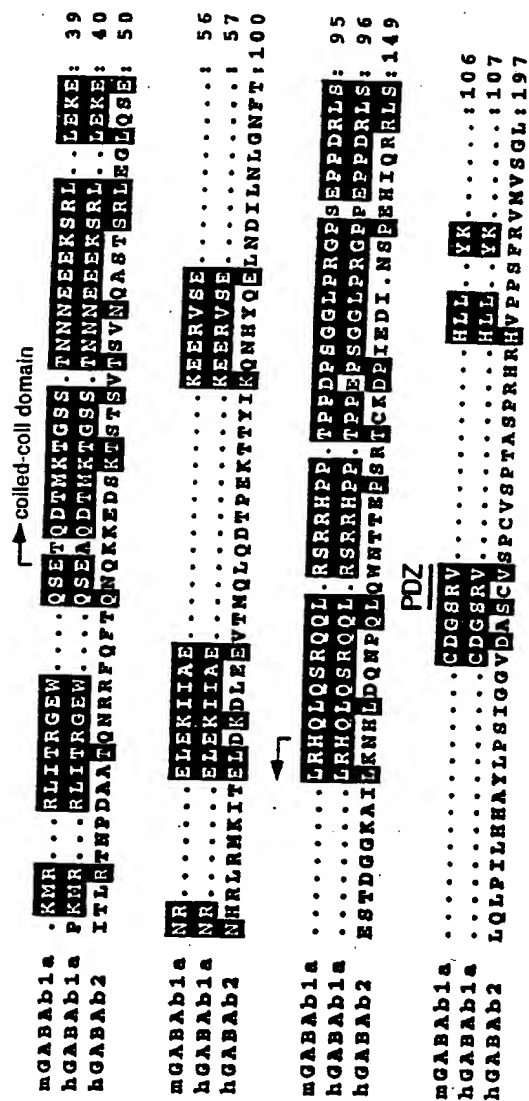 coiled-coil domain
mGABAb1a .KMR....RLITRGEW....QSETQDTMKTGSS.TNNNEEEKSRL..LEKE: 39
hGABAb1a PKMR....RLITRGEW....QSEAQDTMKTGSS.TNNNEEEKSRL..LEKE: 40
hGABAb2 ITLRTNPDAATQNRRFQFTQNQKKEDSKTSTSVTSVNQASTSRLEGLQSE: 50
mGABAb1a NR.......ELEKIIAE...............KEERVSE...........: 56
hGABAb1a NR.......ELEKIIAE...............KEERVSE...........: 57
hGABAb2 NHRLRMKITELDKDLEEVTMQLQDTPEKTTYIKQNHYQELNDILNLGNFT:100
mGABAb1a .........LRHQLQSRQQL.RSRRHPP.TPPDPSGGLPRGPSEPPDRLS: 95
hGABAb1a .........LRHQLQSRQQL.RSRRHPP.TPPEPSGGLPRGPPEPPDRLS: 96
hGABAb2 ESTDGGKAILKNHLDQNPQLQWNTTEPSRTCKDPIEDI.NSPEHIQRRLS:149
PDZ
mGABAb1a ................CDGSRV.............HLL...YK.....:106
hGABAb1a ................CDGSRV.............HLL...YK.....:107
hGABAb2 LQLPILHHAYLPSIGGVDASCVSPCVSPTASPRHRHVPPSFRVMVSGL:197